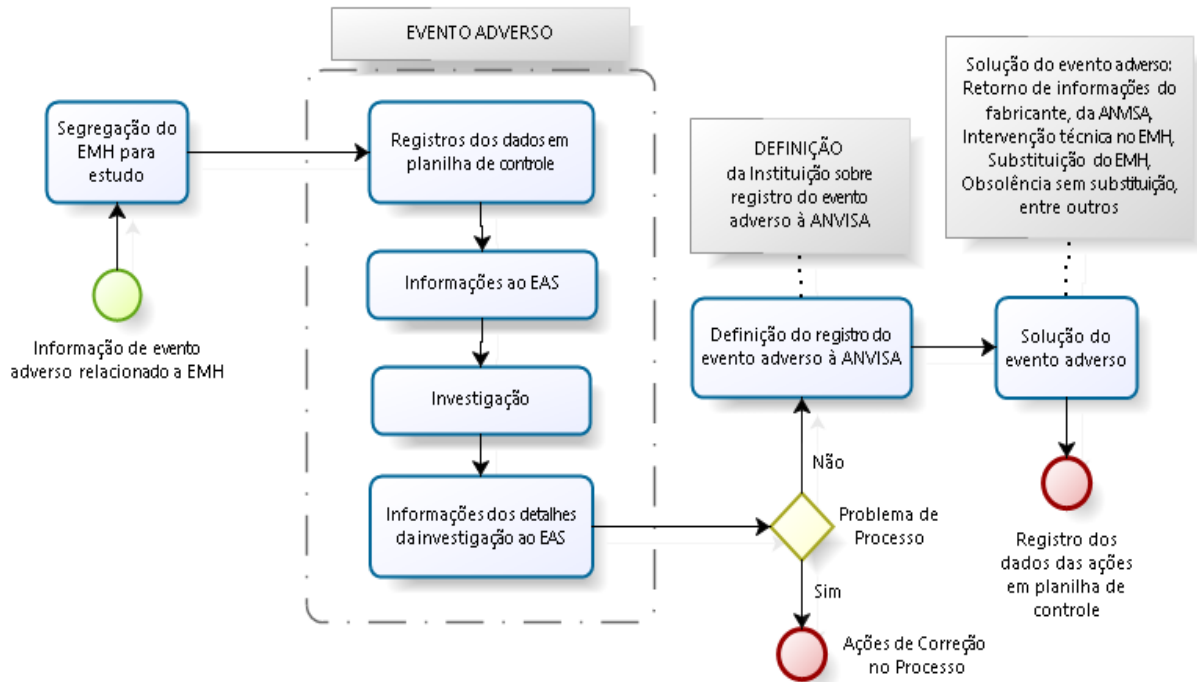 EVENTO ADVERSO
Segregação do
EMH para
estudo
Informação de evento
adverso relacionado a EMH
Registros dos dados em
planilha de controle
Informações ao EAS
Investigação
Informações dos detalhes
da investigação ao EAS
Problema de
Processo
Não
Sim
Ações de Correção
no Processo
DEFINIÇÃO
da Instituição sobre
registro do evento
adverso à ANVISA
Definição do registro do
evento adverso à ANVISA
Solução do evento adverso:
Retorno de informações do
fabricante, da ANVISA,
Intervenção técnica no EMH,
Substituição do EMH,
Obsolência sem substituição,
entre outros
Solução do
evento adverso
Registro dos
dados das ações
em planilha de
controle